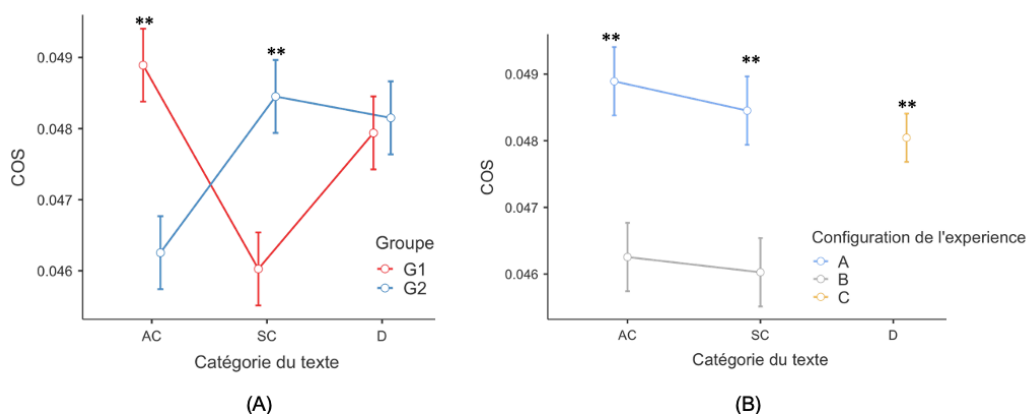 **
**
0.049
0.048
COS
0.047
0.046
Groupe
G1
G2
AC
SC
D
Catégorie du texte
(A)
**
**
**
0.049
0.048
COS
0.047
0.046
Configuration de l'experience
A
B
C
AC
SC
D
Catégorie du texte
(B)